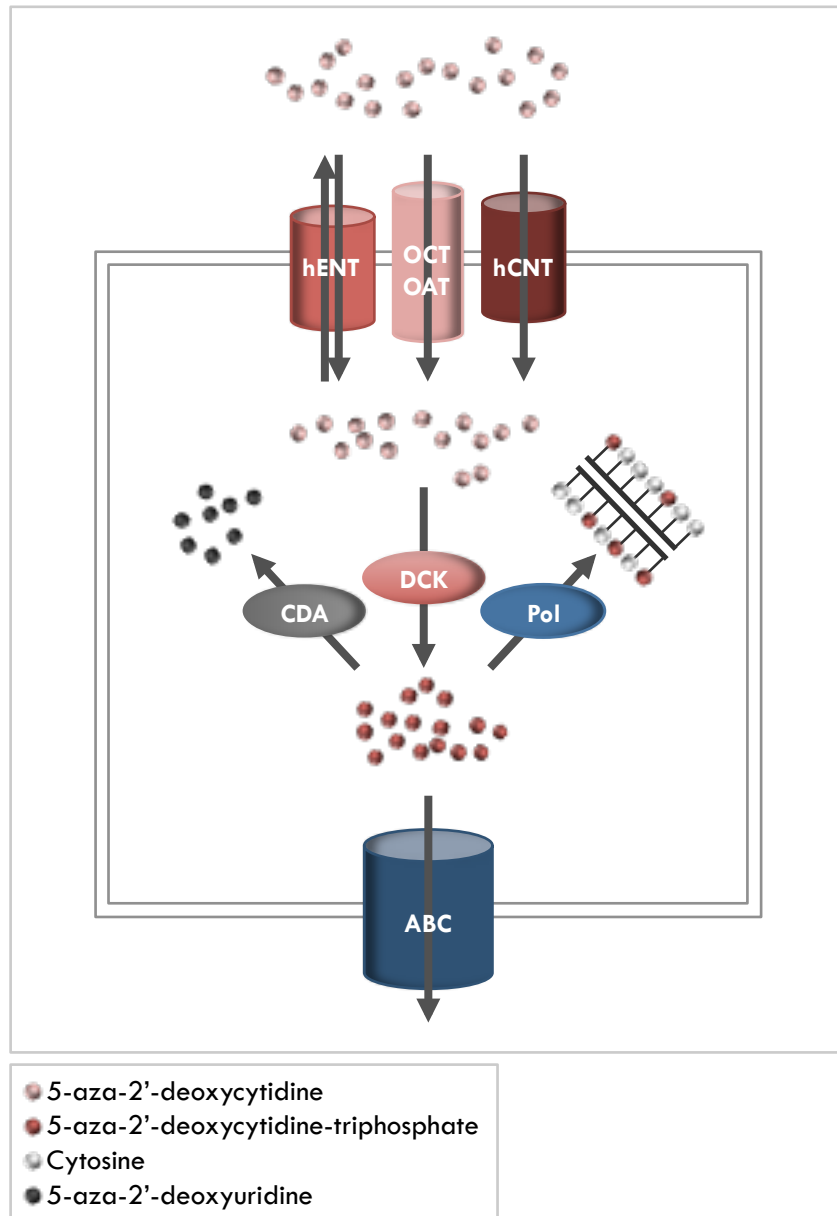 hENT
OCT
OAT
hCNT
DCK
CDA
Pol
ABC
5-aza-2’-deoxycytidine
5-aza-2’-deoxycytidine-triphosphate
Cytosine
5-aza-2’-deoxyuridine